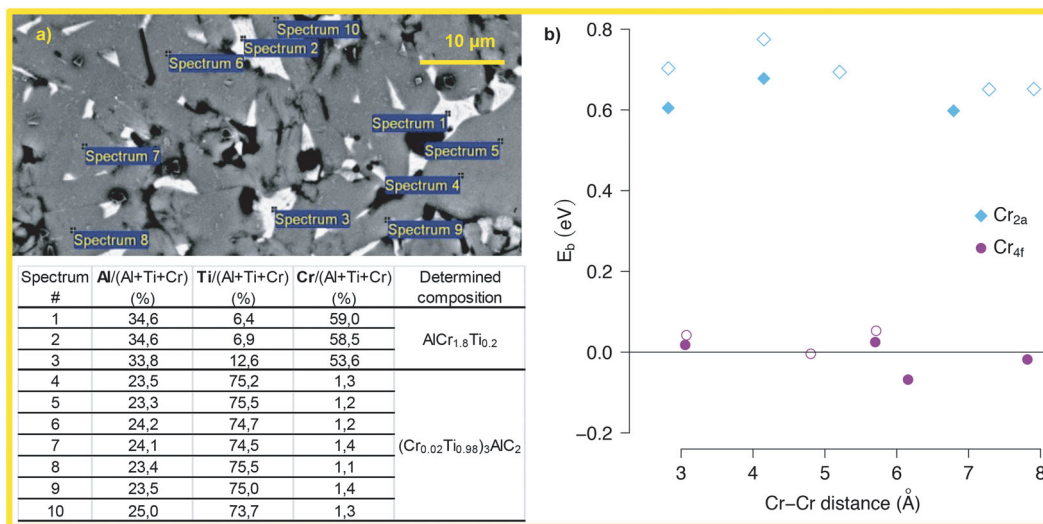 a)
Spectrum 10
10 µm
Spectrum 2
Spectrum 6
Spectrum 1
Spectrum 7
Spectrum 5
Spectrum 4
Spectrum 3
Spectrum 8
Spectrum 9
Spectrum # Al/(Al+Ti+Cr) (%) Ti/(Al+Ti+Cr) (%) Cr/(Al+Ti+Cr) (%) Determined composition
1 34,6 6,4 59,0
2 34,6 6,9 58,5 AlCr1.8Ti0.2
3 33,8 12,6 53,6
4 23,5 75,2 1,3
5 23,3 75,5 1,2
6 24,2 74,7 1,2
7 24,1 74,5 1,4 (Cr0.02Ti0.98)3AlC2
8 23,4 75,5 1,1
9 23,5 75,0 1,4
10 25,0 73,7 1,3
b)
0.8
0.6
0.4
0.2
0.0
−0.2
Eb (eV)
Cr2a
Cr4f
3 4 5 6 7 8
Cr−Cr distance (Å)